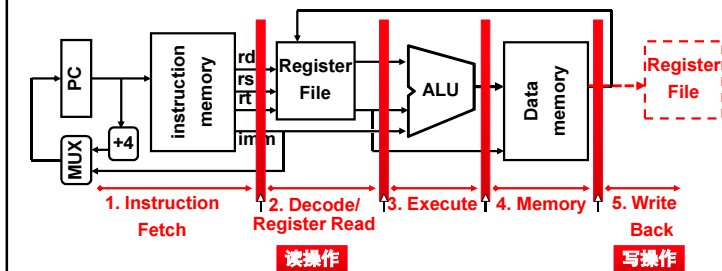 PC
+4
MUX
instruction
memory
rd
rs
rt
imm
Register
File
ALU
Data
memory
Register
File
1. Instruction
Fetch
2. Decode/
Register Read
3. Execute
4. Memory
5. Write
Back
读操作
写操作